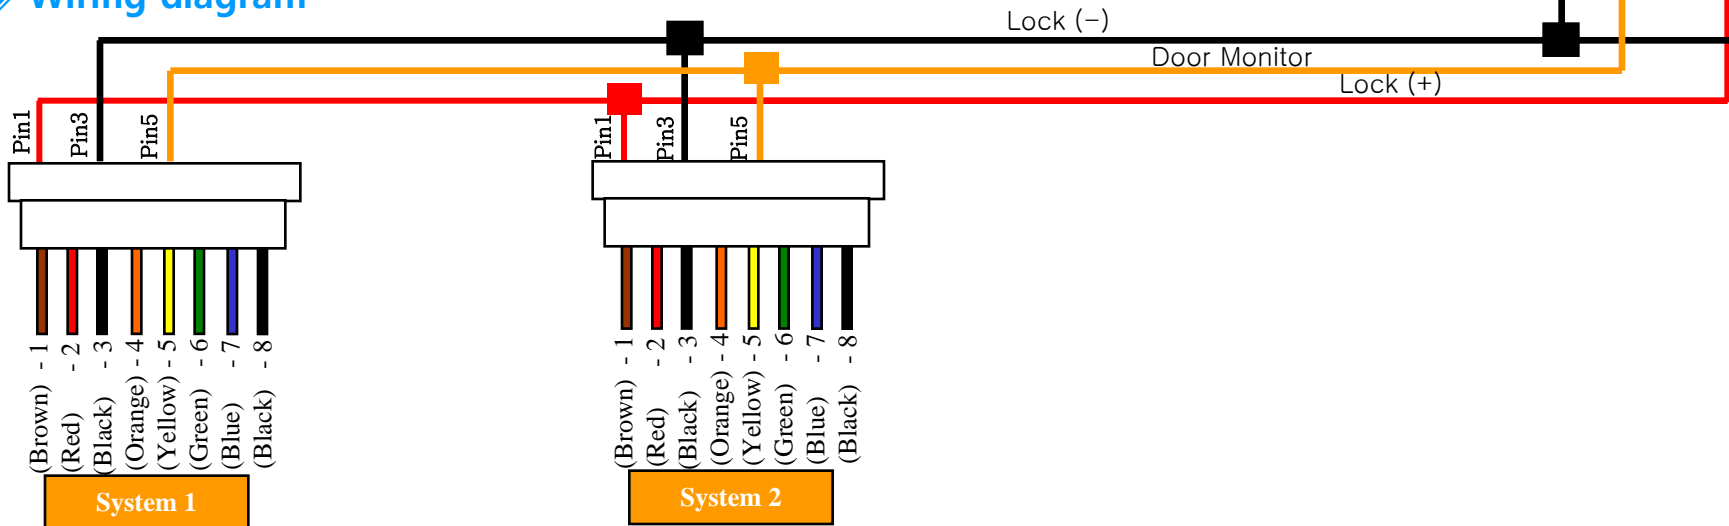 Wiring diagram
Lock (-)
Door Monitor
Lock (+)
Pin1
Pin3
Pin5
Pin1
Pin3
Pin5
(Brown) - 1
(Red) - 2
(Black) - 3
(Orange) - 4
(Yellow) - 5
(Green) - 6
(Blue) - 7
(Black) - 8
(Brown) - 1
(Red) - 2
(Black) - 3
(Orange) - 4
(Yellow) - 5
(Green) - 6
(Blue) - 7
(Black) - 8
System 1
System 2